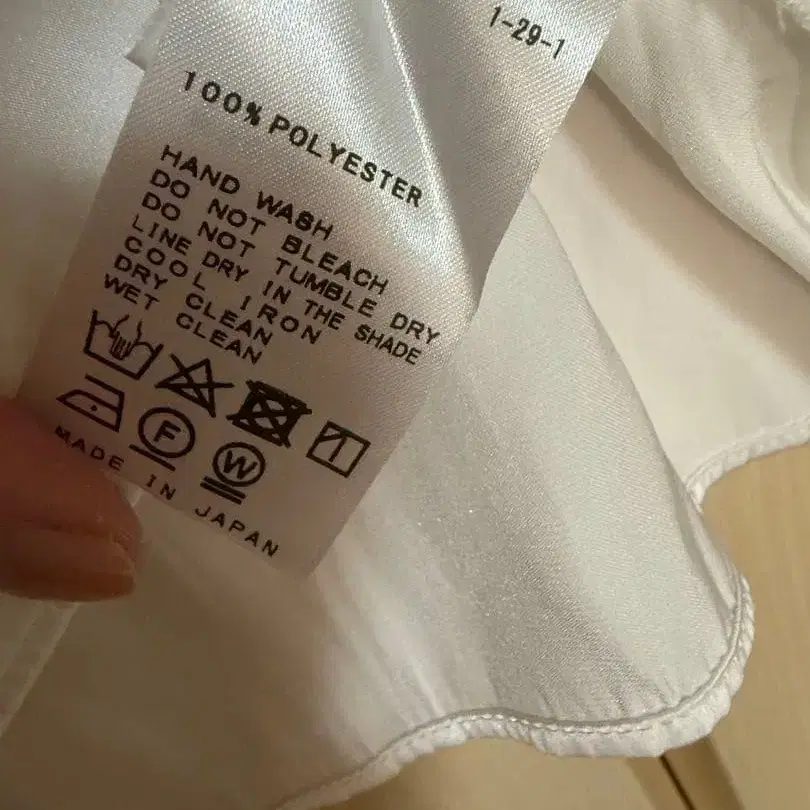 1-29-1
100% POLYESTER
HAND WASH
DO NOT BLEACH
DO NOT TUMBLE DRY
LINE DRY IN THE SHADE
COOL IRON
DRY CLEAN
WET CLEAN
F
W
MADE IN JAPAN